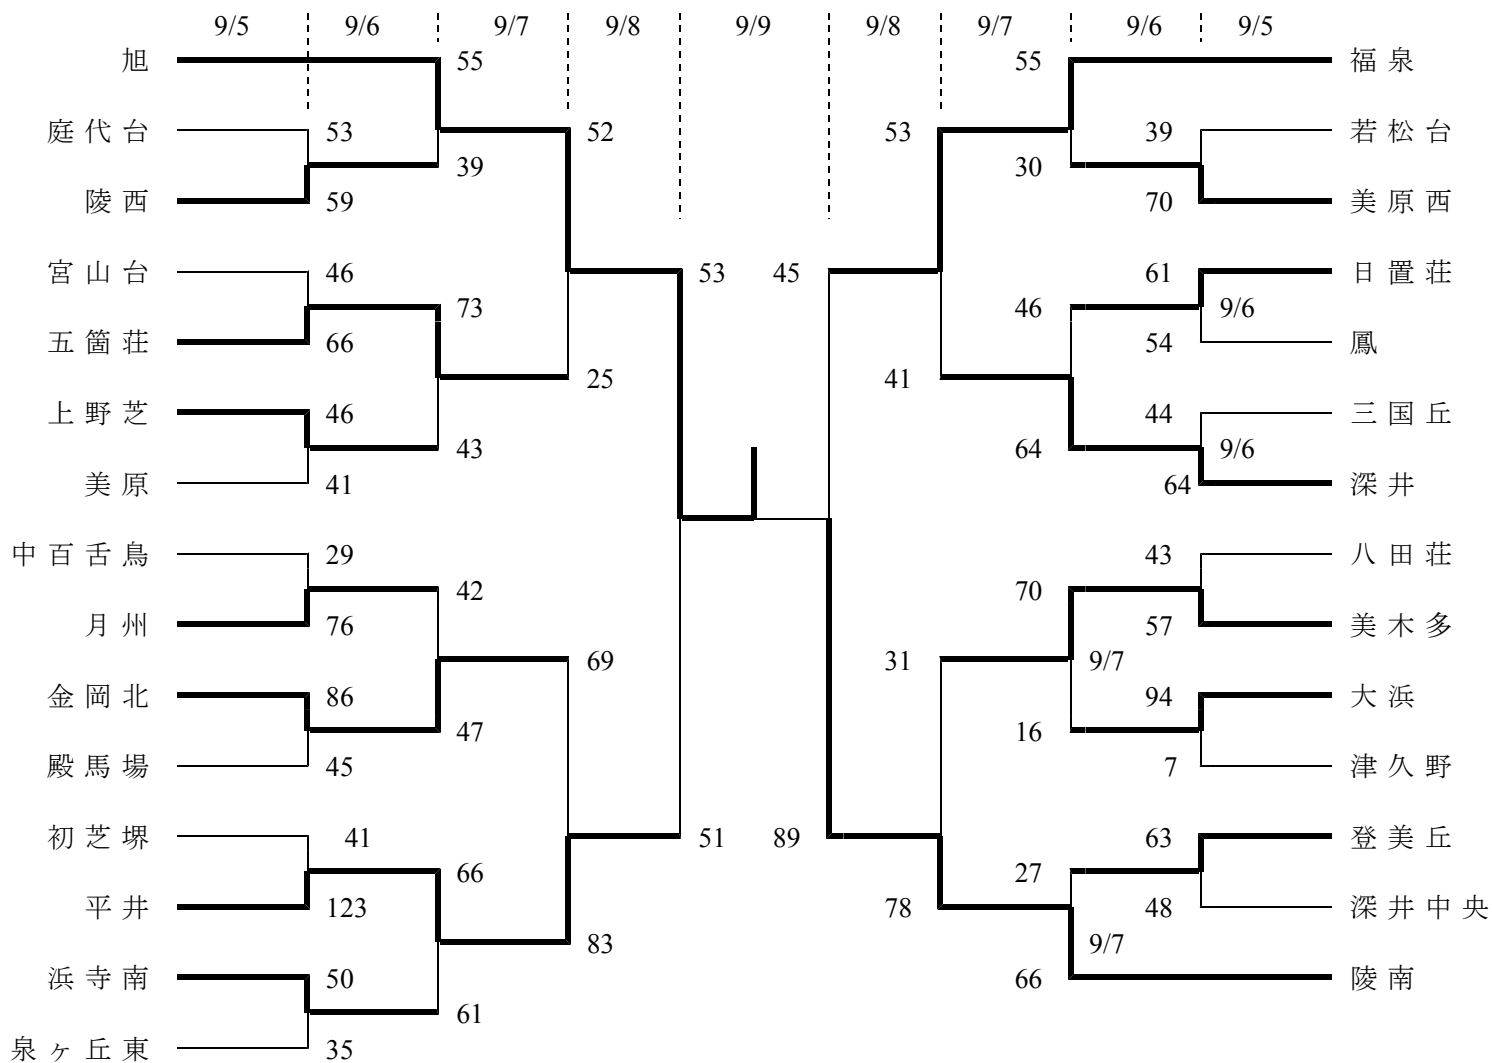 9/5 9/6 9/7 9/8 9/9 9/8 9/7 9/6 9/5
旭 55 55 福泉
庭代台 53 52 53 39 若松台
39 30
陵西 59 70 美原西
宮山台 46 53 45 61 日置荘
73 46 9/6
五箇荘 66 54 鳳
25 41
上野芝 46 44 三国丘
43 64 9/6
美原 41 64 深井
中百舌鳥 29 43 八田荘
42 70
月州 76 57 美木多
69 31 9/7
金岡北 86 94 大浜
47 16
殿馬場 45 7 津久野
初芝堺 41 51 89 63 登美丘
66 27
平井 123 78 48 深井中央
83 9/7
浜寺南 50 66 陵南
61
泉ヶ丘東 35